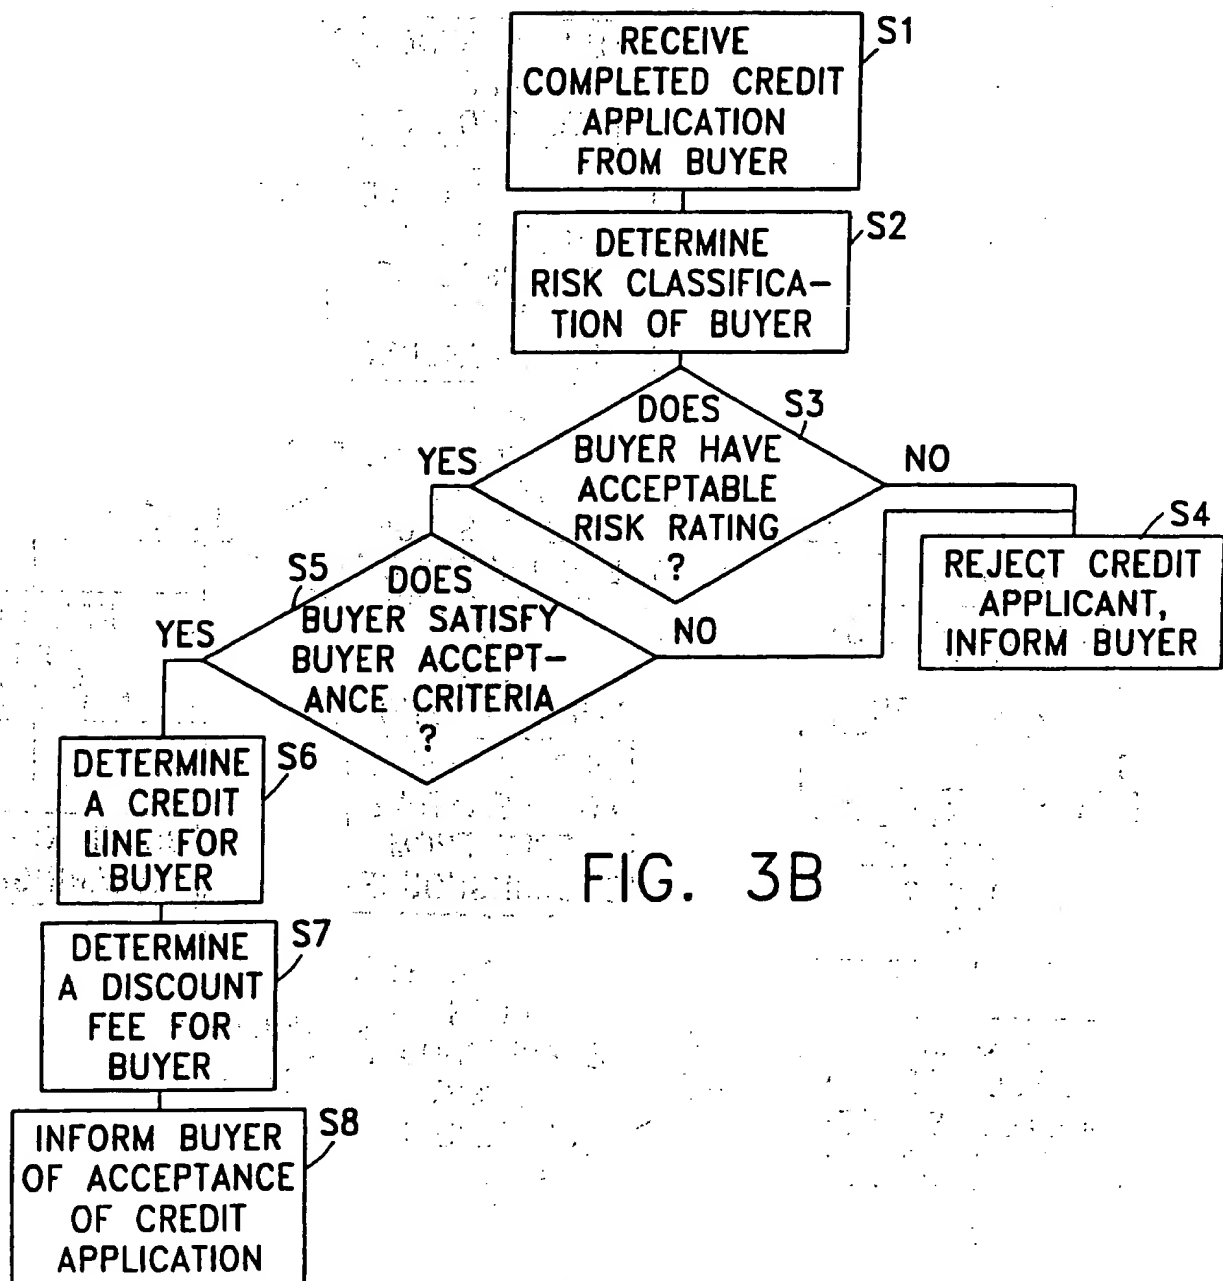 RECEIVE
COMPLETED CREDIT
APPLICATION
FROM BUYER
S1
DETERMINE
RISK CLASSIFICA-
TION OF BUYER
S2
DOES
BUYER HAVE
ACCEPTABLE
RISK RATING
?
S3
YES
NO
S4
REJECT CREDIT
APPLICANT,
INFORM BUYER
S5
DOES
BUYER SATISFY
BUYER ACCEPT-
ANCE CRITERIA
?
YES
NO
DETERMINE
A CREDIT
LINE FOR
BUYER
S6
FIG. 3B
DETERMINE
A DISCOUNT
FEE FOR
BUYER
S7
INFORM BUYER
OF ACCEPTANCE
OF CREDIT
APPLICATION
S8